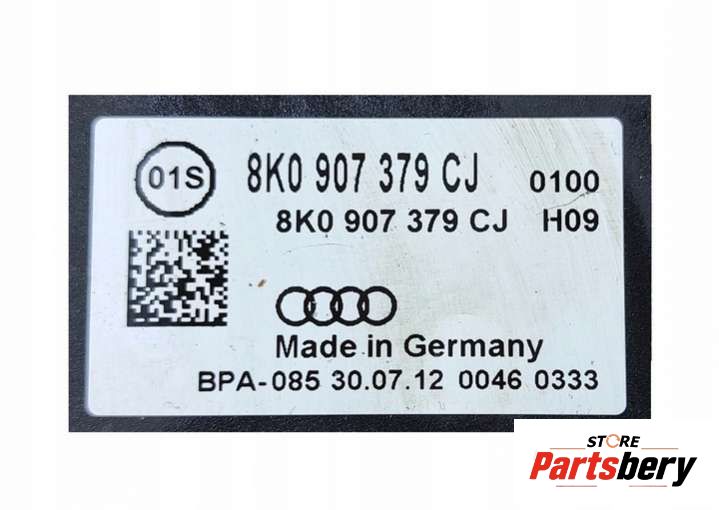 01S
8K0 907 379 CJ 0100
8K0 907 379 CJ H09
Made in Germany
BPA-085 30.07.12 0046 0333
STORE
Partsbery